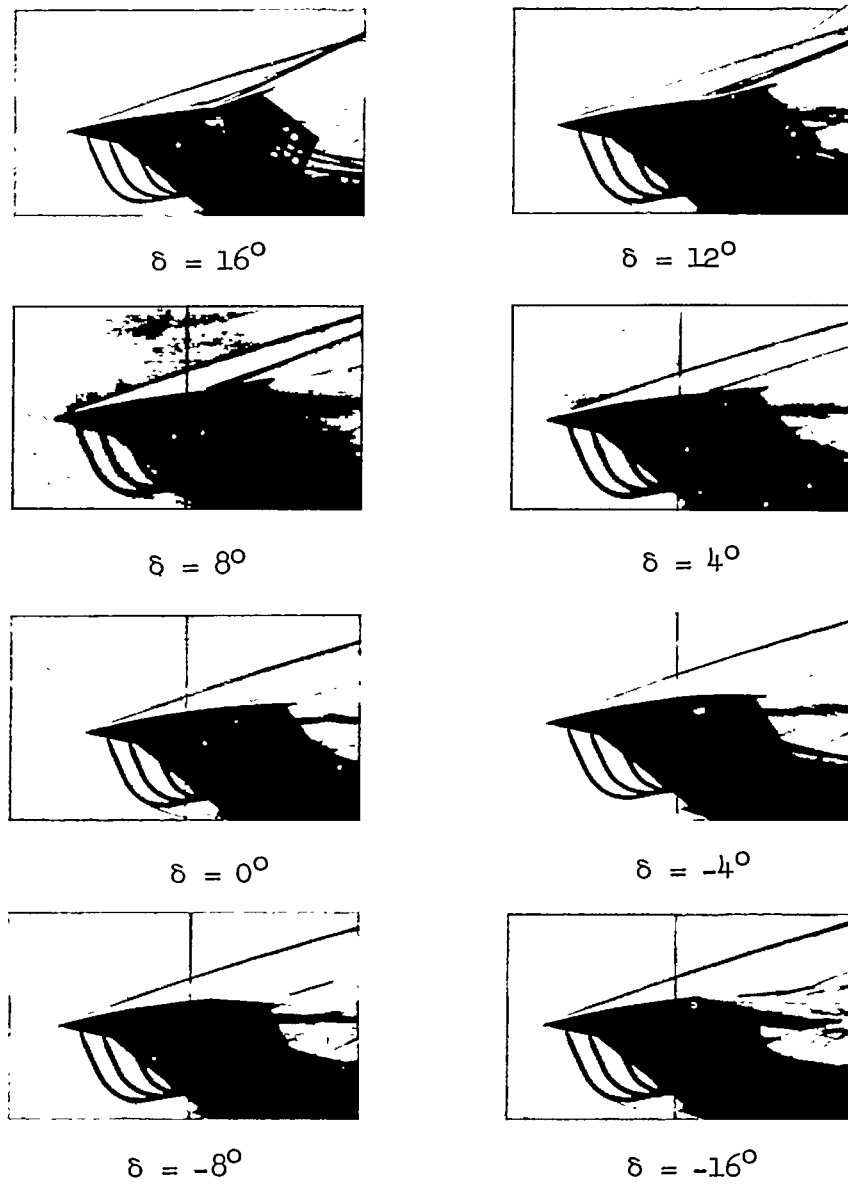 δ = 16°
δ = 12°
δ = 8°
δ = 4°
δ = 0°
δ = -4°
δ = -8°
δ = -16°